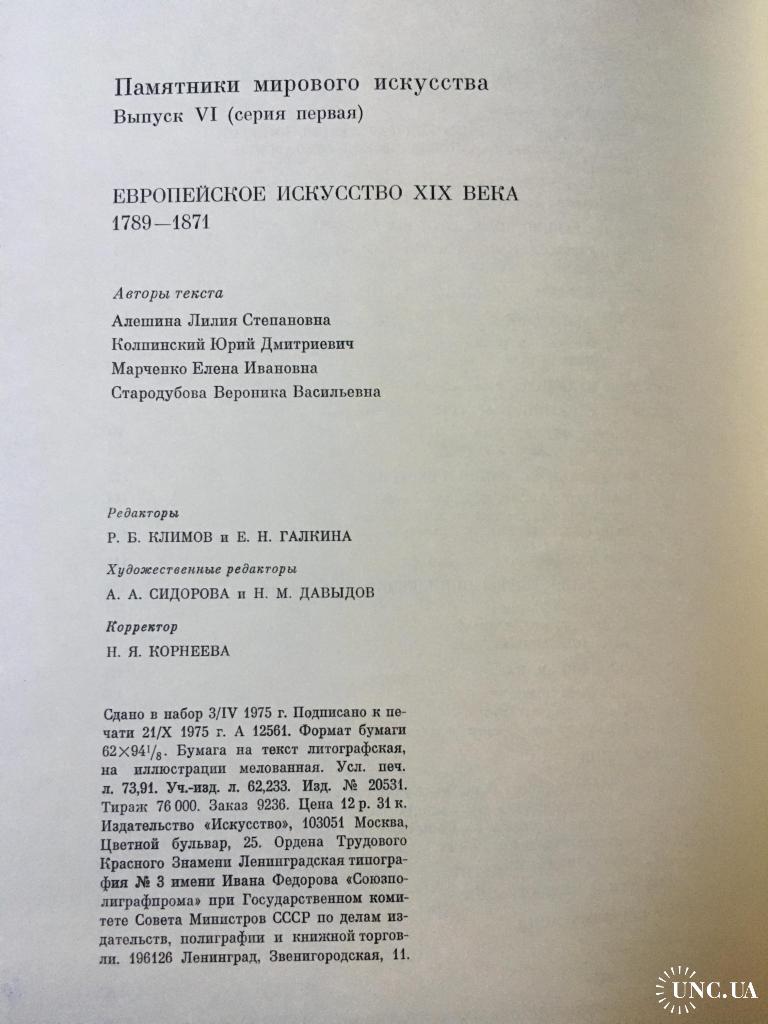 Памятники мирового искусства
Выпуск VI (серия первая)
ЕВРОПЕЙСКОЕ ИСКУССТВО XIX ВЕКА
1789—1871
Авторы текста
Алешина Лилия Степановна
Колпинский Юрий Дмитриевич
Марченко Елена Ивановна
Стародубова Вероника Васильевна
Редакторы
Р. Б. КЛИМОВ и Е. Н. ГАЛКИНА
Художественные редакторы
А. А. СИДОРОВА и Н. М. ДАВЫДОВ
Корректор
Н. Я. КОРНЕЕВА
Сдано в набор 3/IV 1975 г. Подписано к пе-
чати 21/X 1975 г. А 12561. Формат бумаги
62×94¹/₈. Бумага на текст литографская,
на иллюстрации мелованная. Усл. печ.
л. 73,91. Уч.-изд. л. 62,233. Изд. № 20531.
Тираж 76 000. Заказ 9236. Цена 12 р. 31 к.
Издательство «Искусство», 103051 Москва,
Цветной бульвар, 25. Ордена Трудового
Красного Знамени Ленинградская типогра-
фия № 3 имени Ивана Федорова «Союзпо-
лиграфпрома» при Государственном коми-
тете Совета Министров СССР по делам из-
дательств, полиграфии и книжной торгов-
ли. 196126 Ленинград, Звенигородская, 11.
UNC.UA